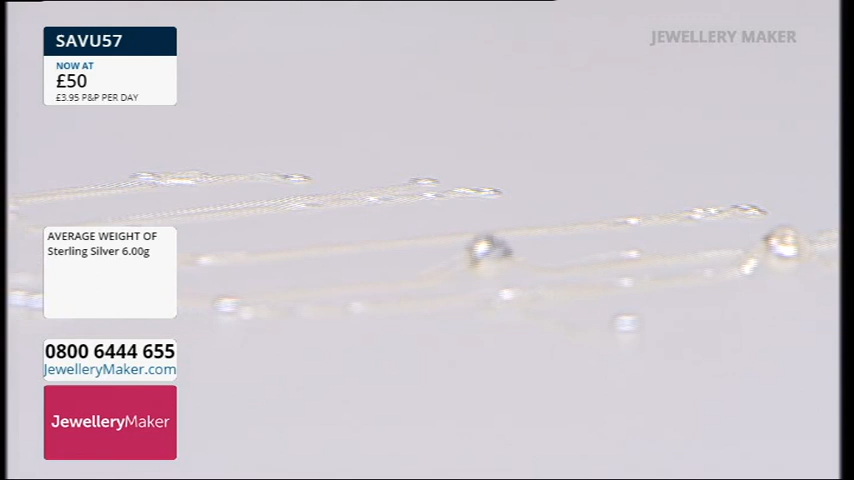 SAVU57
NOW AT
£50
£3.95 P&P PER DAY
JEWELLERY MAKER
AVERAGE WEIGHT OF
Sterling Silver 6.00g
0800 6444 655
JewelleryMaker.com
JewelleryMaker